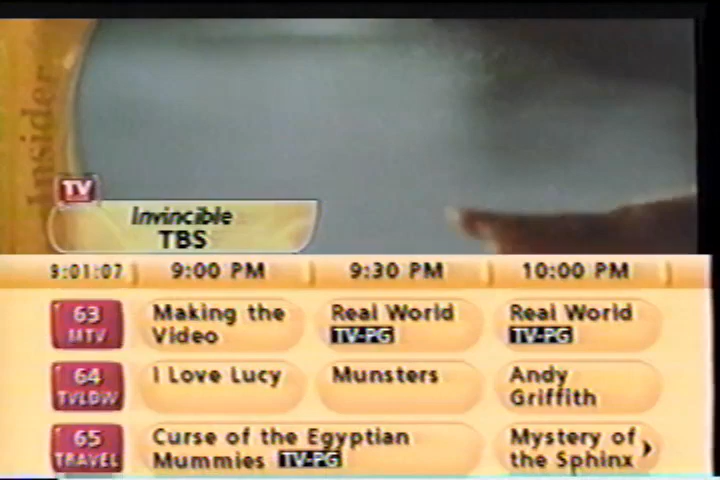 Insider
TV
Invincible
TBS
9:01:07 9:00 PM 9:30 PM 10:00 PM
63 MTV Making the Video Real World TV-PG Real World TV-PG
64 TVLDW I Love Lucy Munsters Andy Griffith
65 TRAVEL Curse of the Egyptian Mummies TV-PG Mystery of the Sphinx